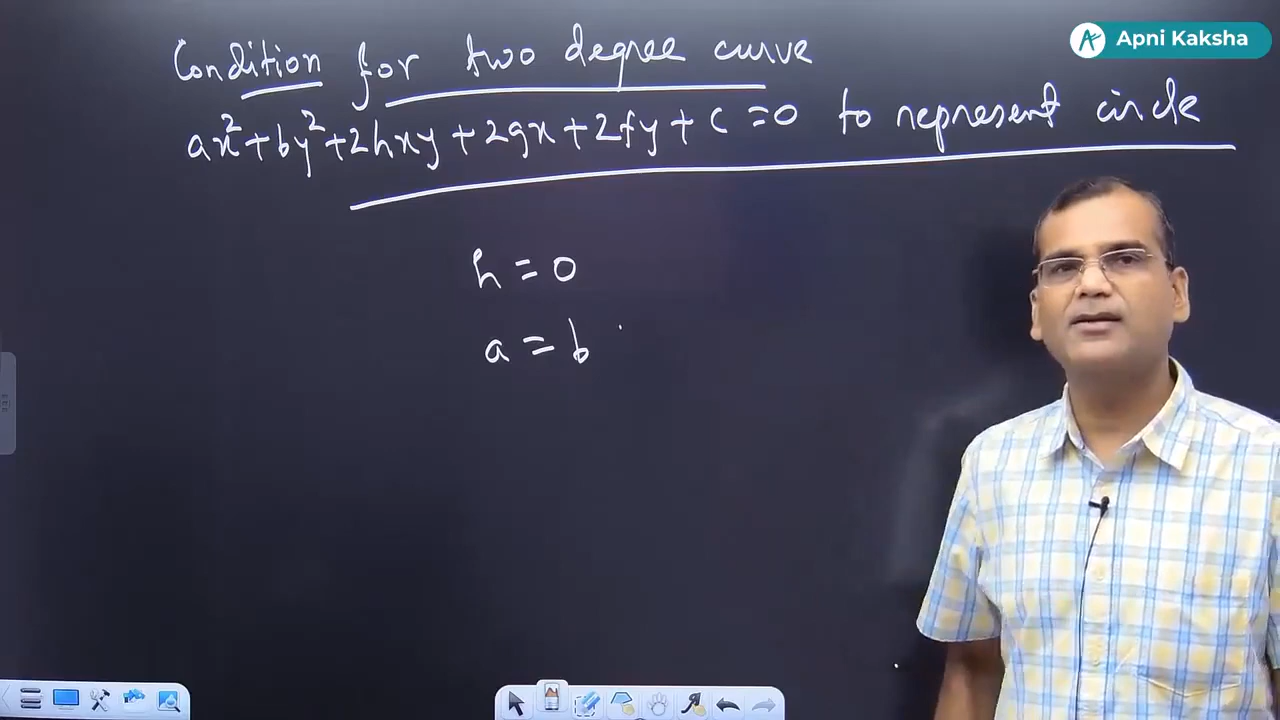 Apni Kaksha
Condition for two degree curve
ax²+by²+2hxy+2gx+2fy+c=0 to represent circle
h=0
a=b